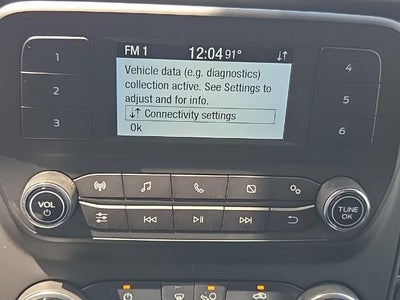 FM 1 12:04 91°
1
2
3
Vehicle data (e.g. diagnostics)
collection active. See Settings to
adjust and for info.
Connectivity settings
Ok
4
5
6
VOL
TUNE
OK